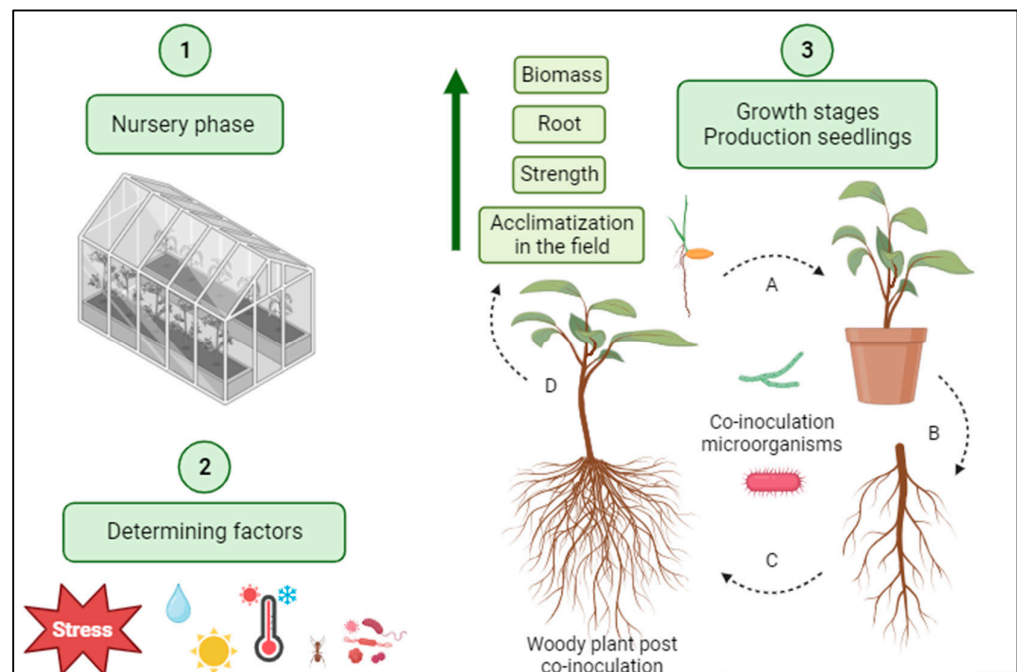 1
Nursery phase
2
Determining factors
Stress
Biomass
Root
Strength
Acclimatization
in the field
3
Growth stages
Production seedlings
A
B
C
D
Co-inoculation
microorganisms
Woody plant post
co-inoculation